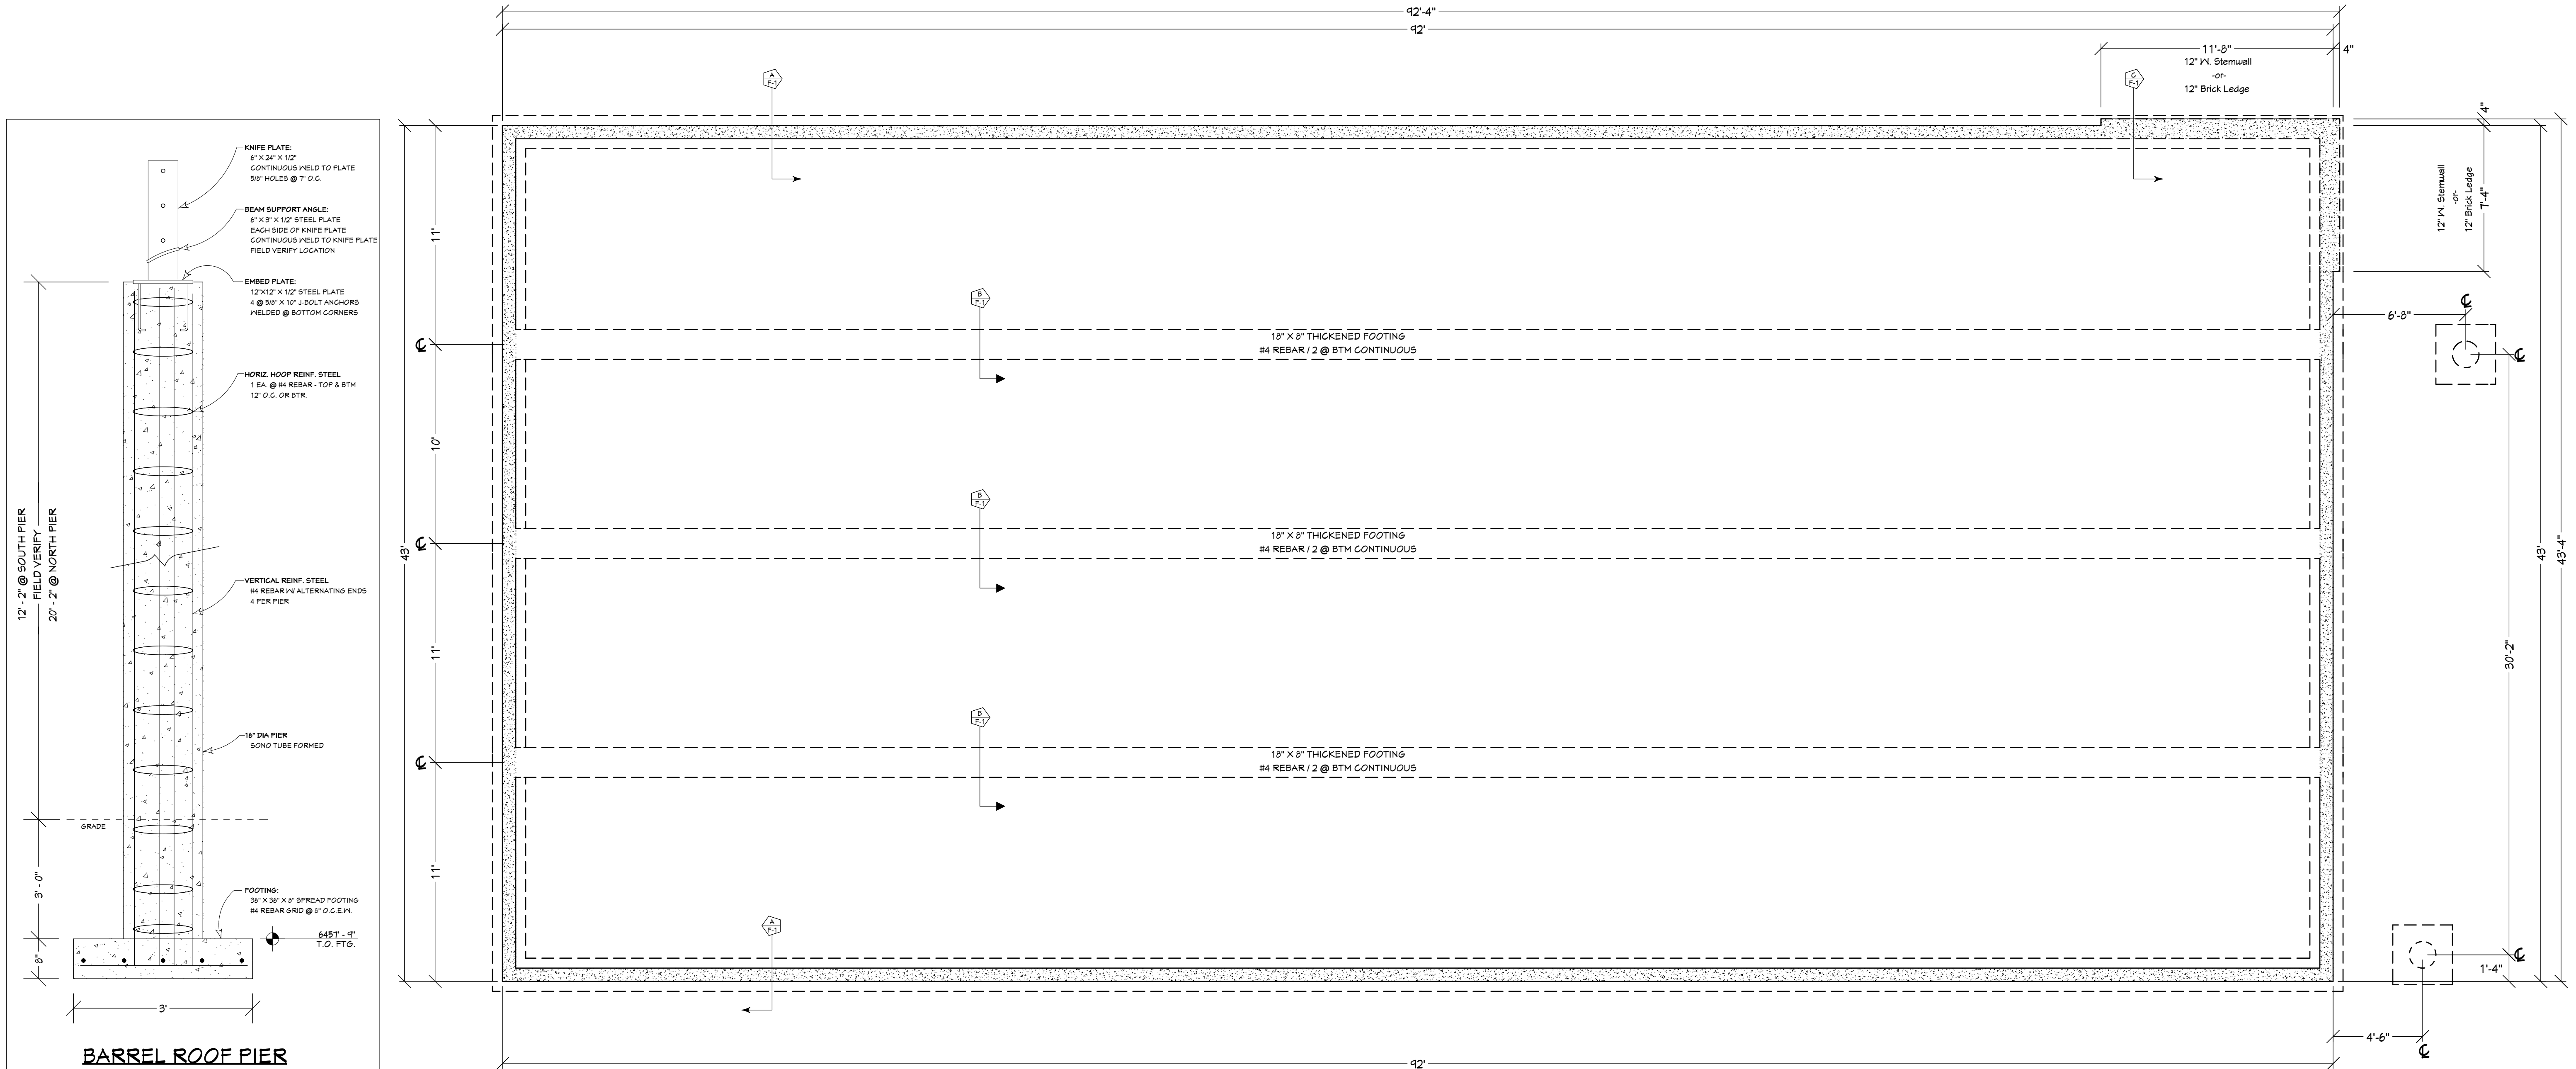 92'-4"
92'
11'-8"
4"
12" W. Stemwall
-or-
12" Brick Ledge
A
F-1
C
F-1
4"
7'-4"
12" W. Stemwall
-or-
12" Brick Ledge
6'-8"
43'
43'-4"
30'-2"
1'-4"
4'-6"
92'
43'
11'
10'
11'
11'
B
F-1
18" X 8" THICKENED FOOTING
#4 REBAR / 2 @ BTM CONTINUOUS
B
F-1
18" X 8" THICKENED FOOTING
#4 REBAR / 2 @ BTM CONTINUOUS
B
F-1
18" X 8" THICKENED FOOTING
#4 REBAR / 2 @ BTM CONTINUOUS
A
F-1
KNIFE PLATE:
6" X 24" X 1/2"
CONTINUOUS WELD TO PLATE
5/8" HOLES @ 7" O.C.
BEAM SUPPORT ANGLE:
6" X 3" X 1/2" STEEL PLATE
EACH SIDE OF KNIFE PLATE
CONTINUOUS WELD TO KNIFE PLATE
FIELD VERIFY LOCATION
EMBED PLATE:
12"X12" X 1/2" STEEL PLATE
4 @ 5/8" X 10" J-BOLT ANCHORS
WELDED @ BOTTOM CORNERS
HORIZ. HOOP REINF. STEEL
1 EA. @ #4 REBAR - TOP & BTM
12" O.C. OR BTR.
VERTICAL REINF. STEEL
#4 REBAR W/ ALTERNATING ENDS
4 PER PIER
16" DIA PIER
SONO TUBE FORMED
FOOTING:
36" X 36" X 8" SPREAD FOOTING
#4 REBAR GRID @ 8" O.C.E.W.
6457' - 9"
T.O. FTG.
12' - 2" @ SOUTH PIER
FIELD VERIFY
20' - 2" @ NORTH PIER
GRADE
3' - 0"
8"
3'
BARREL ROOF PIER